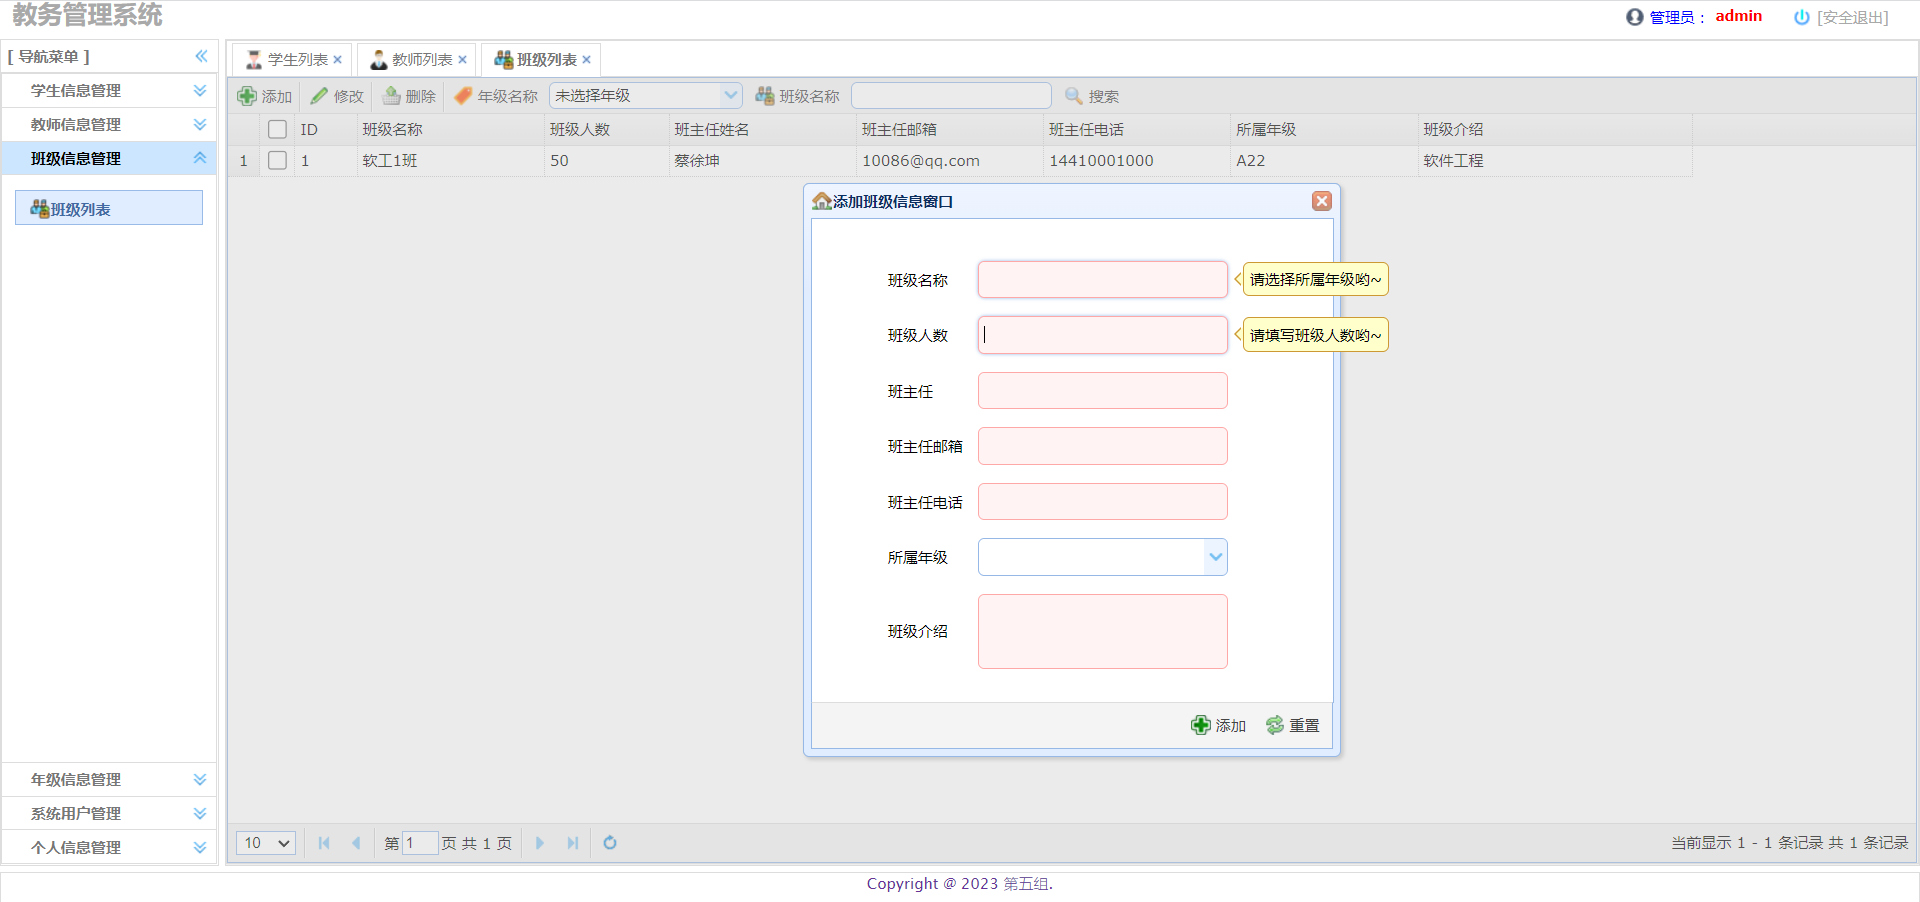 教务管理系统
管理员： admin [安全退出]
[ 导航菜单 ]
学生信息管理
教师信息管理
班级信息管理
班级列表
年级信息管理
系统用户管理
个人信息管理
学生列表 教师列表 班级列表
添加 修改 删除 年级名称 未选择年级 班级名称 搜索
ID 班级名称 班级人数 班主任姓名 班主任邮箱 班主任电话 所属年级 班级介绍
1 1 软工1班 50 蔡徐坤 10086@qq.com 14410001000 A22 软件工程
添加班级信息窗口
班级名称 请选择所属年级哟~
班级人数 请填写班级人数哟~
班主任
班主任邮箱
班主任电话
所属年级
班级介绍
添加 重置
10 第 1 页 共 1 页 当前显示 1 - 1 条记录 共 1 条记录
Copyright @ 2023 第五组.